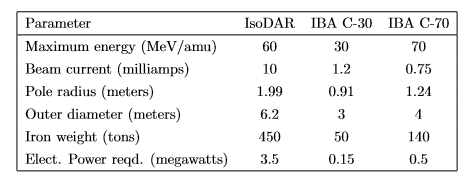 Parameter IsoDAR IBA C-30 IBA C-70
Maximum energy (MeV/amu) 60 30 70
Beam current (milliamps) 10 1.2 0.75
Pole radius (meters) 1.99 0.91 1.24
Outer diameter (meters) 6.2 3 4
Iron weight (tons) 450 50 140
Elect. Power reqd. (megawatts) 3.5 0.15 0.5